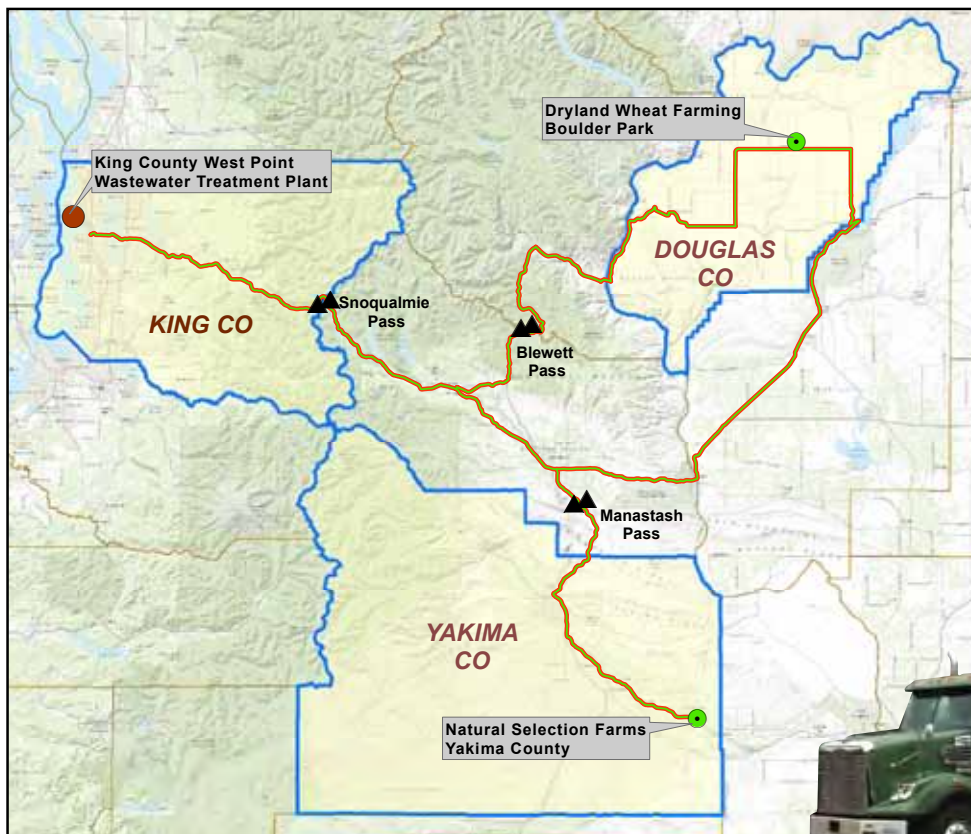 Dryland Wheat Farming
Boulder Park
King County West Point
Wastewater Treatment Plant
DOUGLAS
CO
Snoqualmie
Pass
KING CO
Blewett
Pass
Manastash
Pass
YAKIMA
CO
Natural Selection Farms
Yakima County